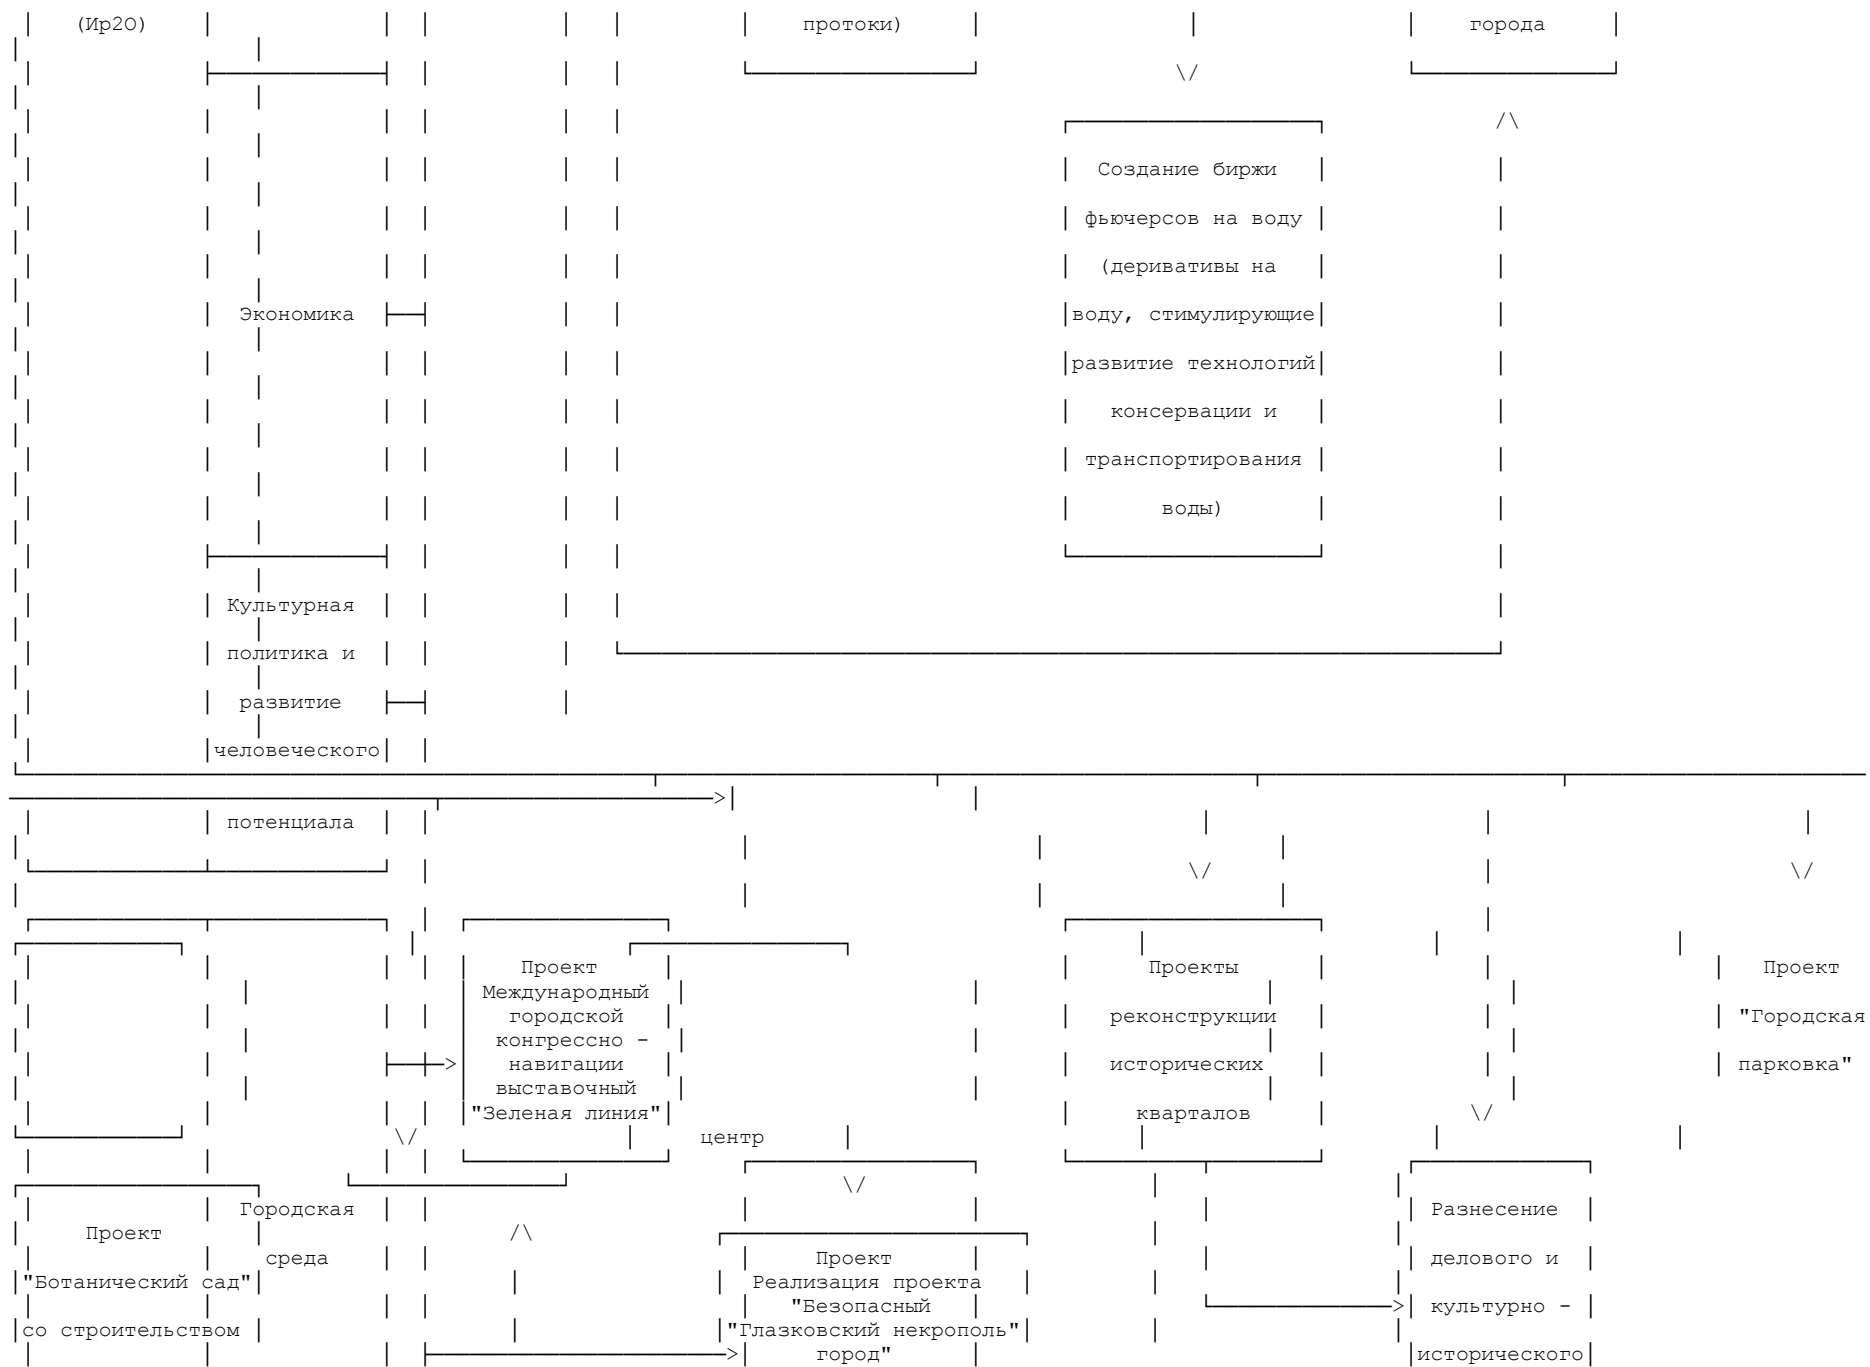 (Ир2О) протоки) города
Создание биржи
фьючерсов на воду
(деривативы на
Экономика воду, стимулирующие
развитие технологий
консервации и
транспортирования
воды)
Культурная
политика и
развитие
человеческого
потенциала
Проект Проекты Проект
Международный
городской реконструкции "Городская
конгрессно -
навигации исторических парковка"
выставочный
"Зеленая линия" кварталов
центр
Городская Разнесение
Проект
среда Проект делового и
"Ботанический сад" Реализация проекта
"Безопасный культурно -
со строительством "Глазковский некрополь"
город" исторического